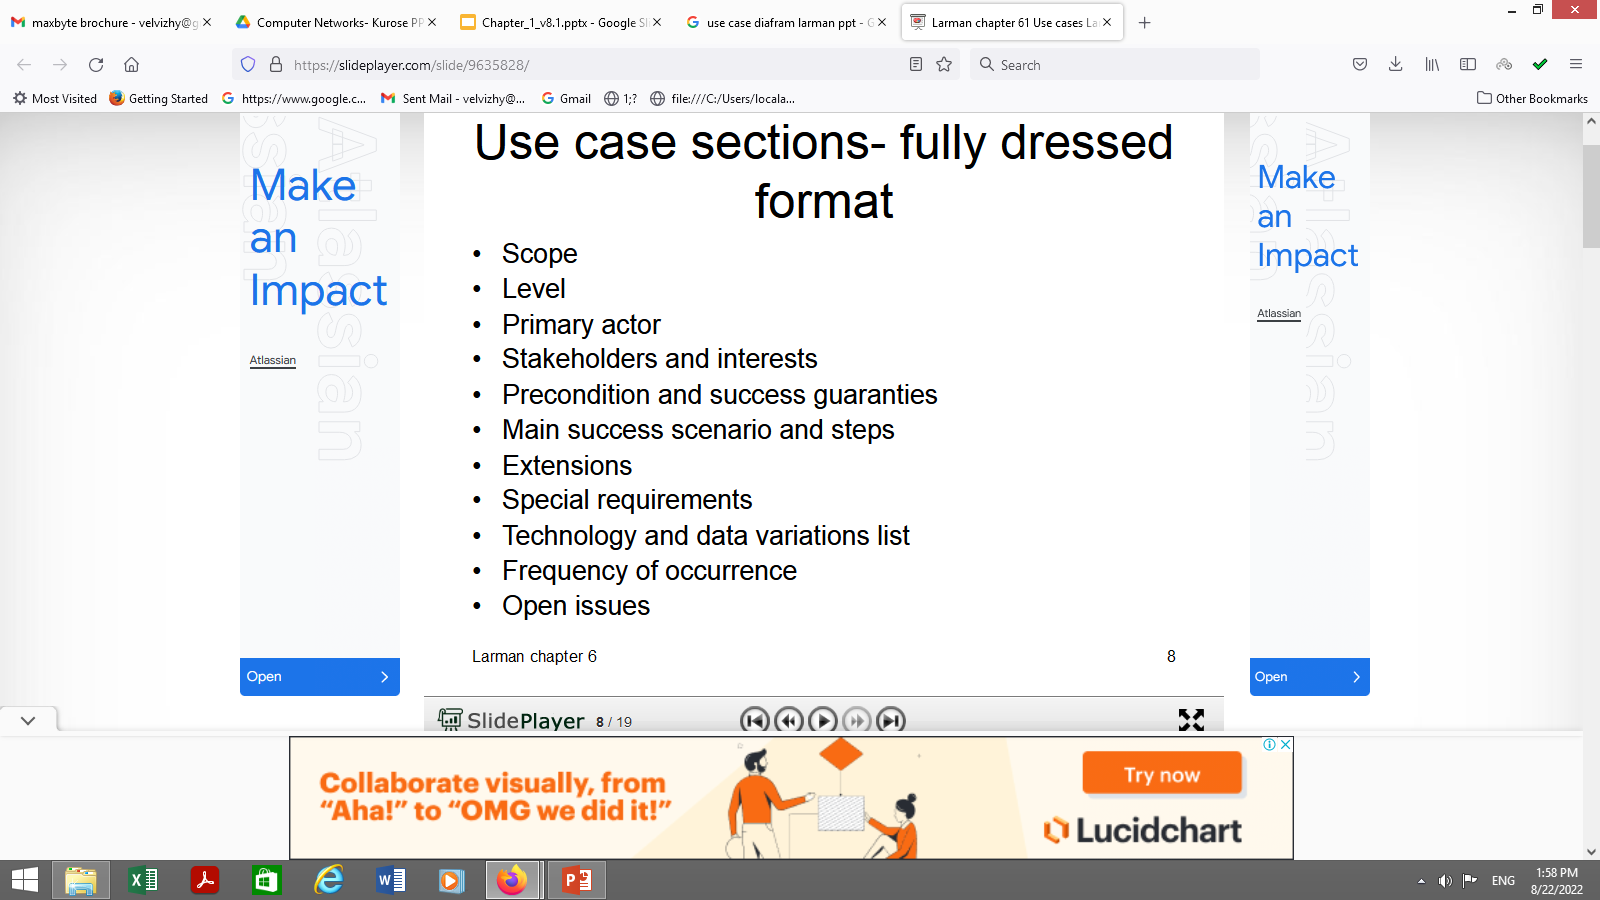 maxbyte brochure - velvizhy@g
Computer Networks- Kurose PP
Chapter_1_v8.1.pptx - Google Sli
use case diafram larman ppt - G
Larman chapter 61 Use cases La
https://slideplayer.com/slide/9635828/
Search
Most Visited
Getting Started
https://www.google.c...
Sent Mail - velvizhy@...
Gmail
1;?
file:///C:/Users/locala...
Other Bookmarks
Atlassian
Make
an
Impact
Atlassian
Open
Use case sections- fully dressed
format
• Scope
• Level
• Primary actor
• Stakeholders and interests
• Precondition and success guaranties
• Main success scenario and steps
• Extensions
• Special requirements
• Technology and data variations list
• Frequency of occurrence
• Open issues
Larman chapter 6
8
Atlassian
Make
an
Impact
Atlassian
Open
SlidePlayer
8 / 19
Collaborate visually, from
“Aha!” to “OMG we did it!”
Try now
Lucidchart
ENG
1:58 PM
8/22/2022